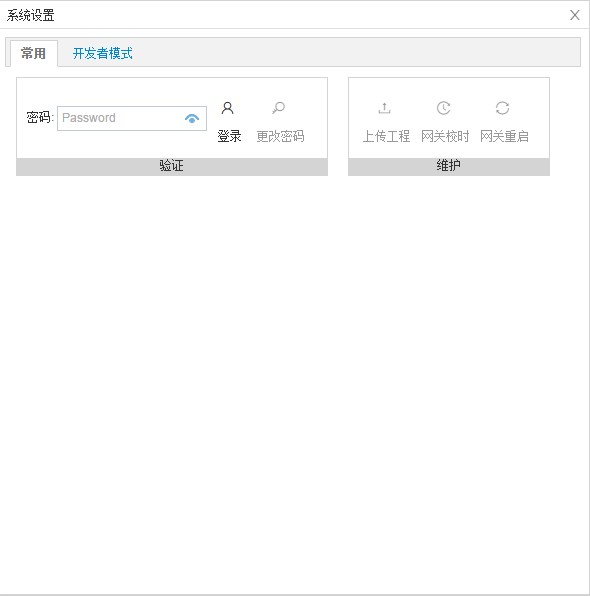 系统设置
常用 开发者模式
密码: Password 登录 更改密码
验证
上传工程 网关校时 网关重启
维护